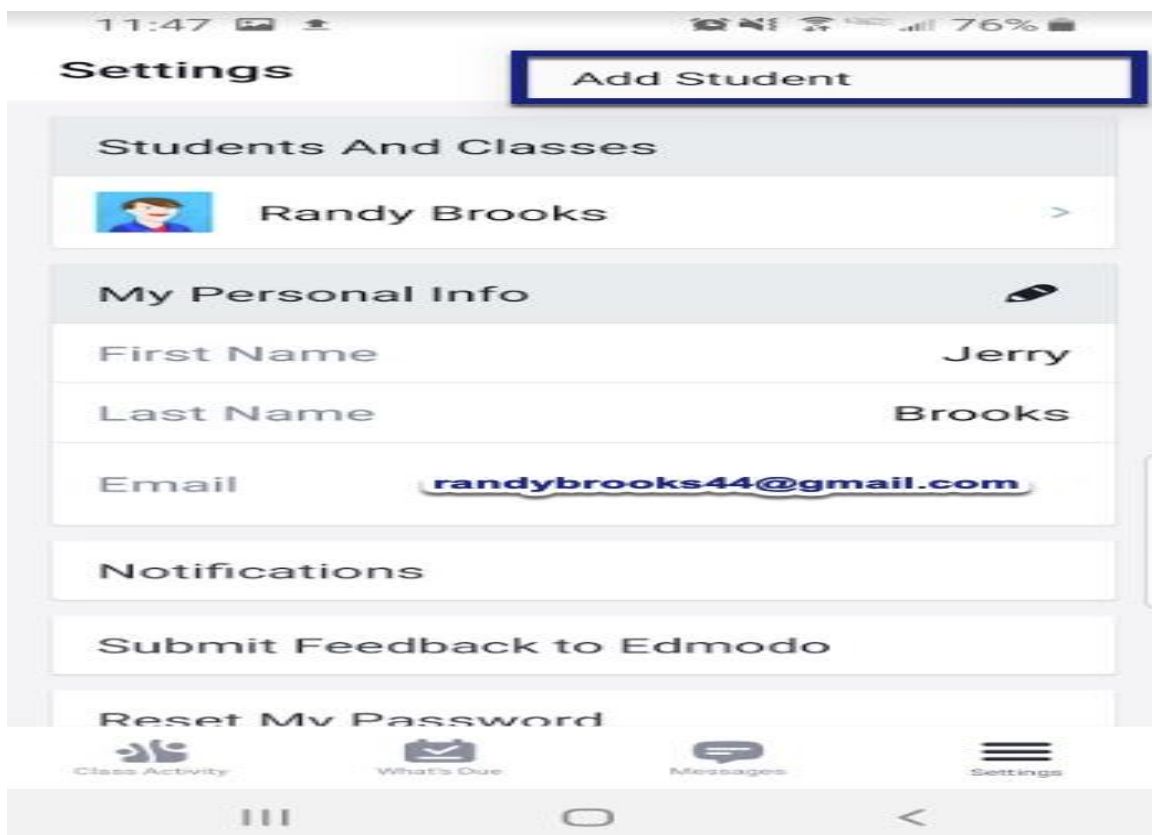 11:47 76%
Settings
Add Student
Students And Classes
Randy Brooks
My Personal Info
First Name Jerry
Last Name Brooks
Email randybrooks44@gmail.com
Notifications
Submit Feedback to Edmodo
Reset My Password
Class Activity What's Due Messages Settings